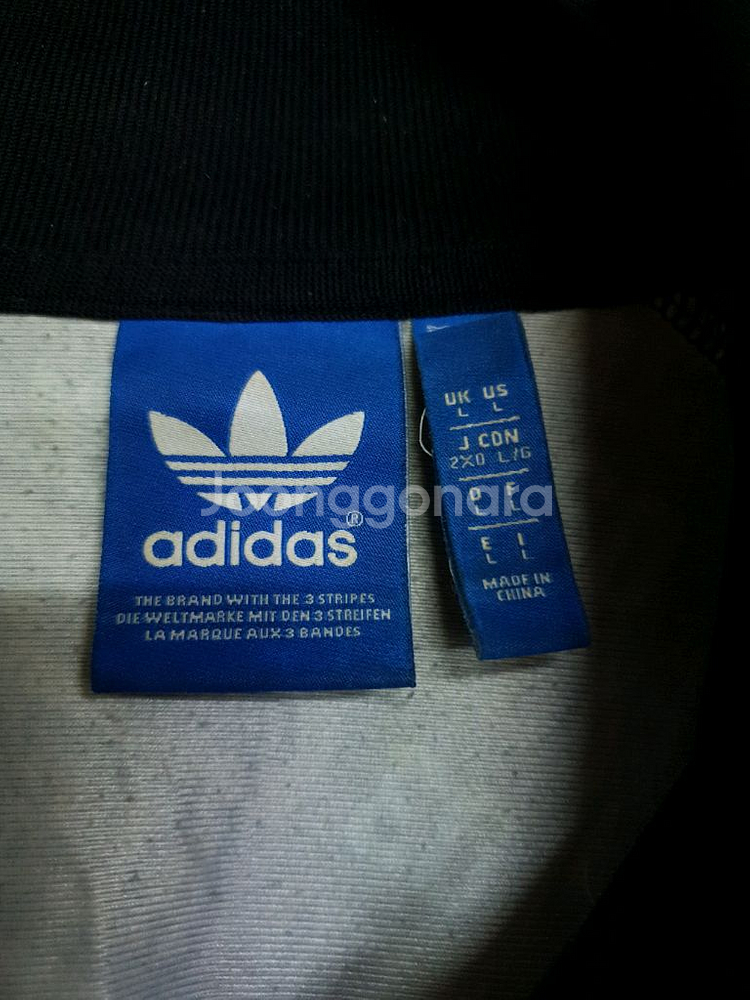 adidas®
THE BRAND WITH THE 3 STRIPES
DIE WELTMARKE MIT DEN 3 STREIFEN
LA MARQUE AUX 3 BANDES
UK US
L L
J CDN
2XO L/G
D F
L L
E I
L L
MADE IN
CHINA
Joonggonara